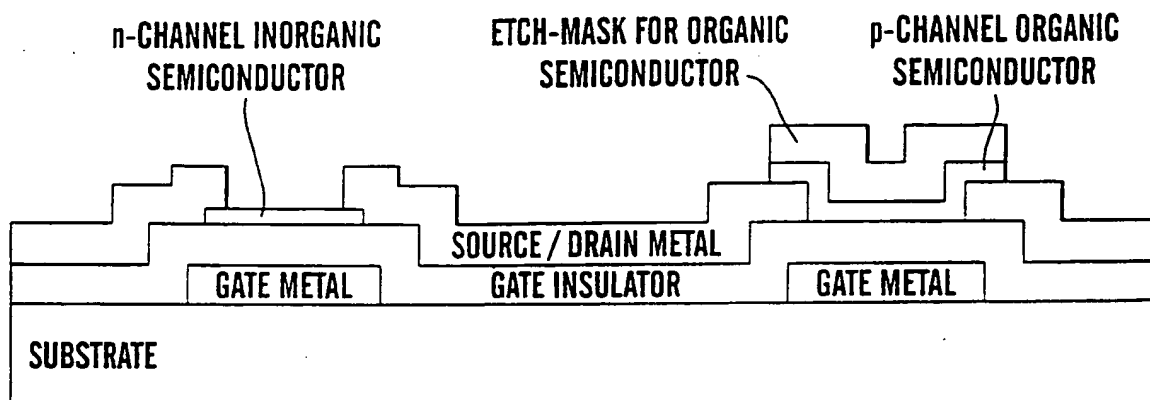 n-CHANNEL INORGANIC
SEMICONDUCTOR
ETCH-MASK FOR ORGANIC
SEMICONDUCTOR
p-CHANNEL ORGANIC
SEMICONDUCTOR
SOURCE / DRAIN METAL
GATE METAL
GATE INSULATOR
GATE METAL
SUBSTRATE